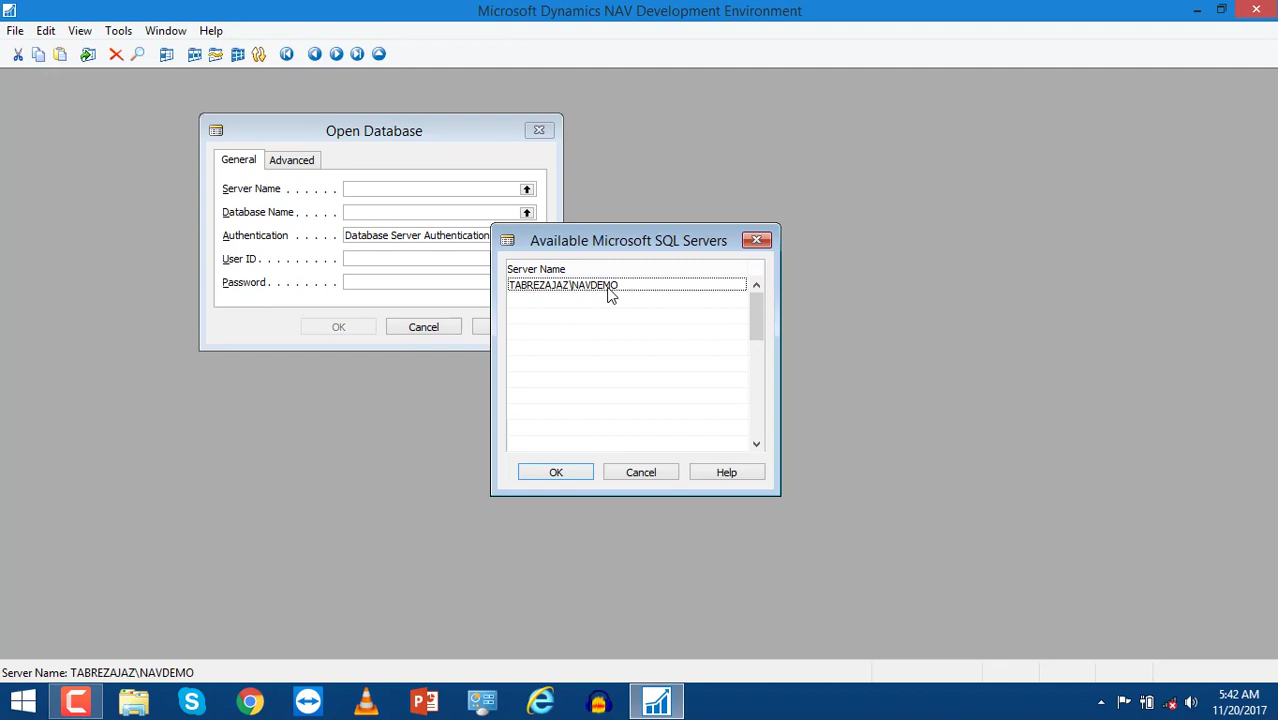 Microsoft Dynamics NAV Development Environment
File Edit View Tools Window Help
Open Database
General Advanced
Server Name . . . . . .
Database Name . . . . .
Authentication . . . . . Database Server Authentication
User ID . . . . . . . .
Password . . . . . . .
OK Cancel
Available Microsoft SQL Servers
Server Name
TABREZAJAZ\NAVDEMO
OK Cancel Help
Server Name: TABREZAJAZ\NAVDEMO
5:42 AM
11/20/2017